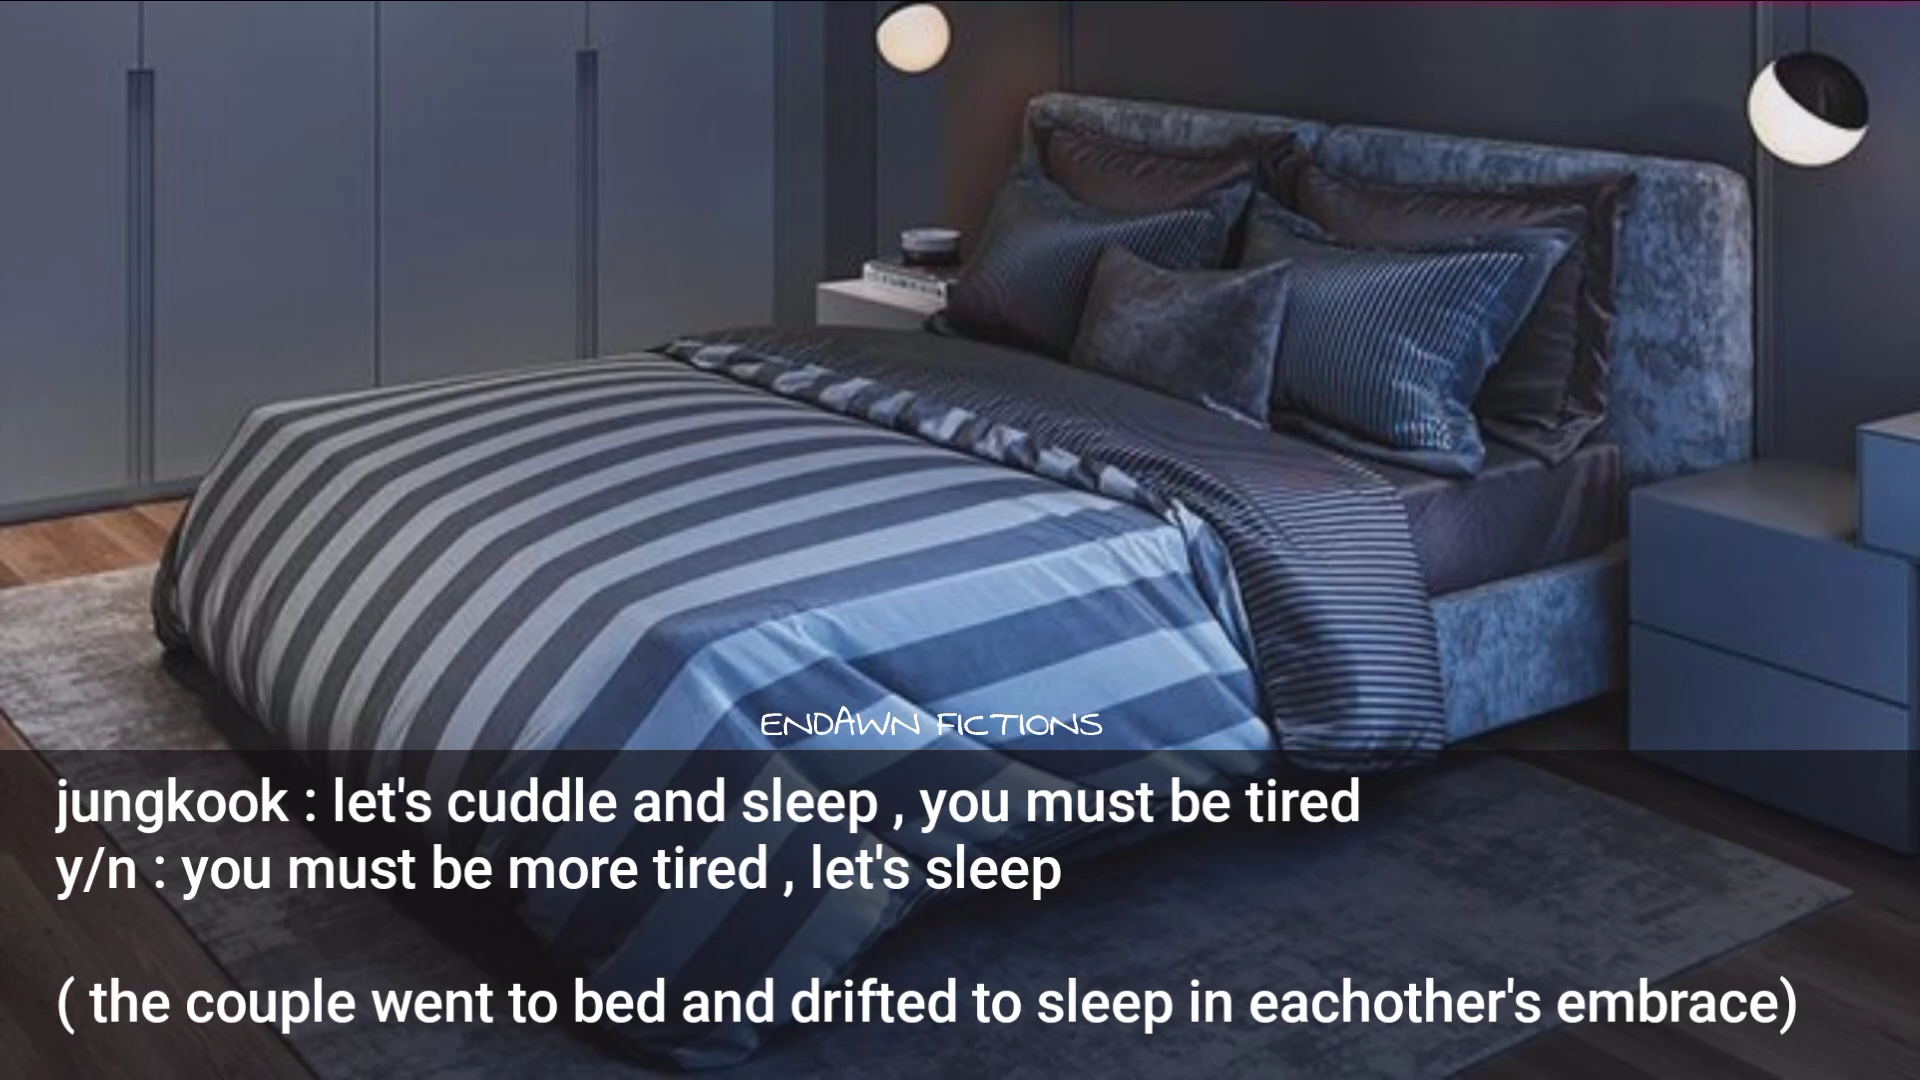 ENDAWN FICTIONS
jungkook : let's cuddle and sleep , you must be tired
y/n : you must be more tired , let's sleep
( the couple went to bed and drifted to sleep in eachother's embrace)